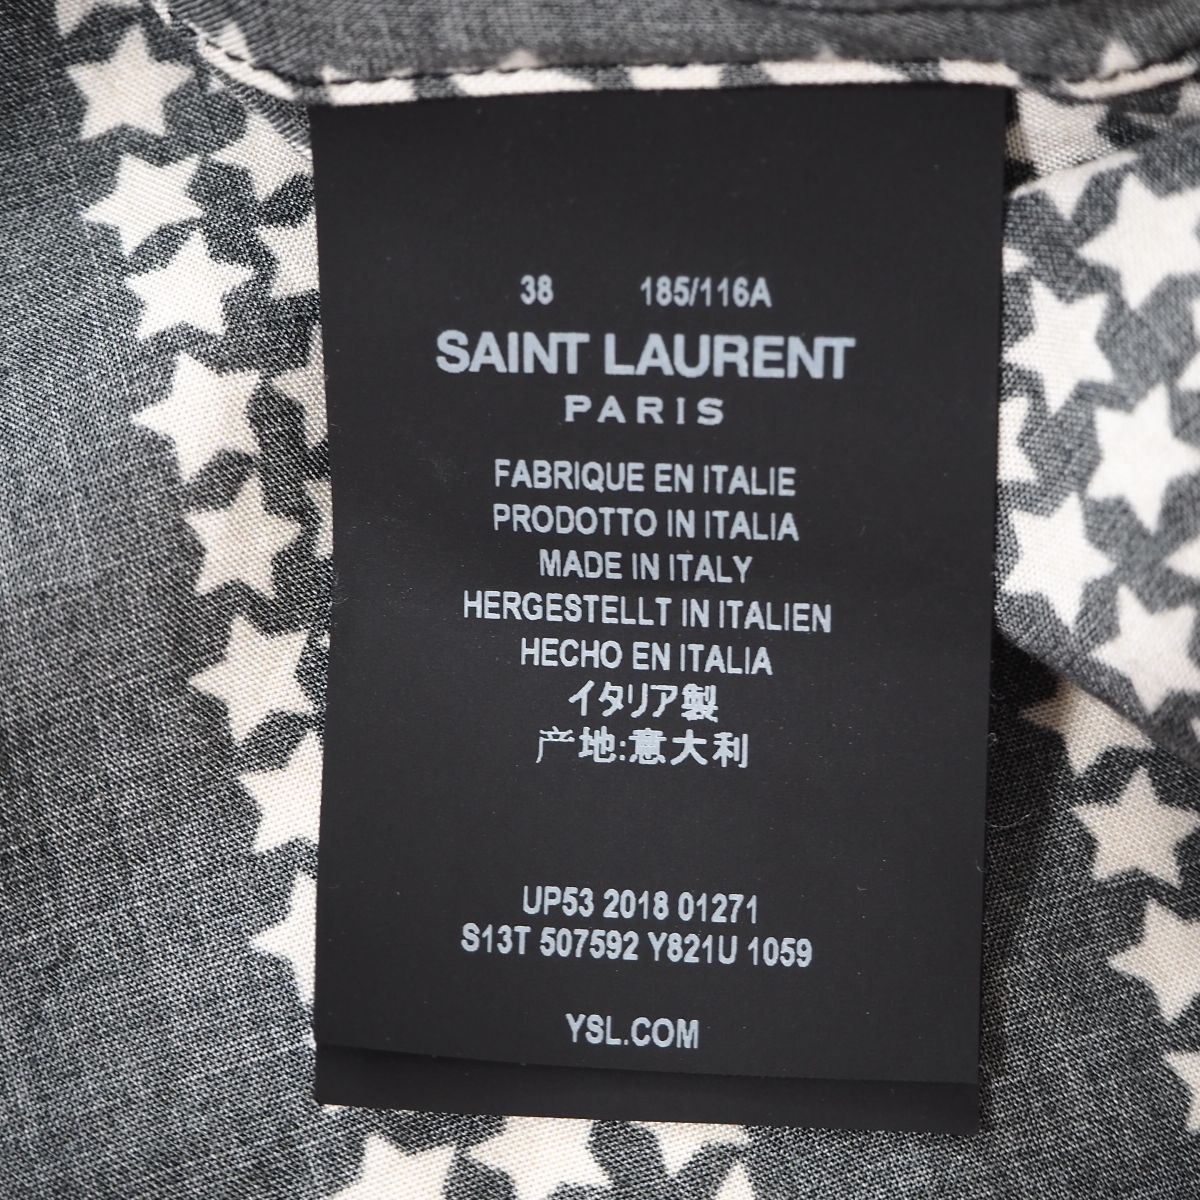 38 185/116A
SAINT LAURENT
PARIS
FABRIQUE EN ITALIE
PRODOTTO IN ITALIA
MADE IN ITALY
HERGESTELLT IN ITALIEN
HECHO EN ITALIA
イタリア製
产地:意大利
UP53 2018 01271
S13T 507592 Y821U 1059
YSL.COM